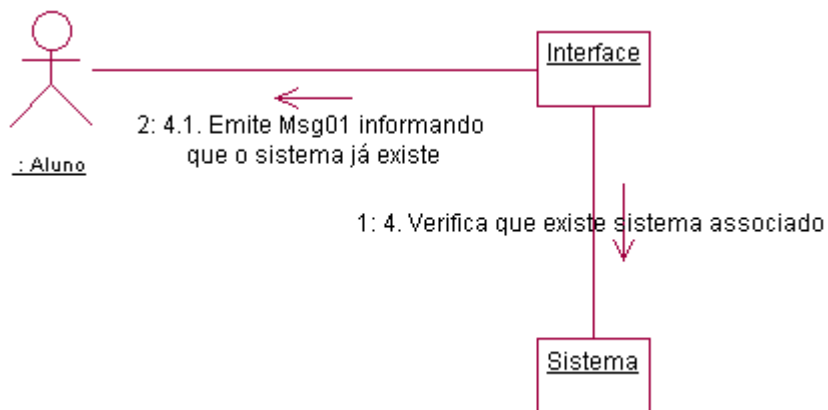 Interface
2: 4.1. Emite Msg01 informando
que o sistema já existe
: Aluno
1: 4. Verifica que existe sistema associado
Sistema